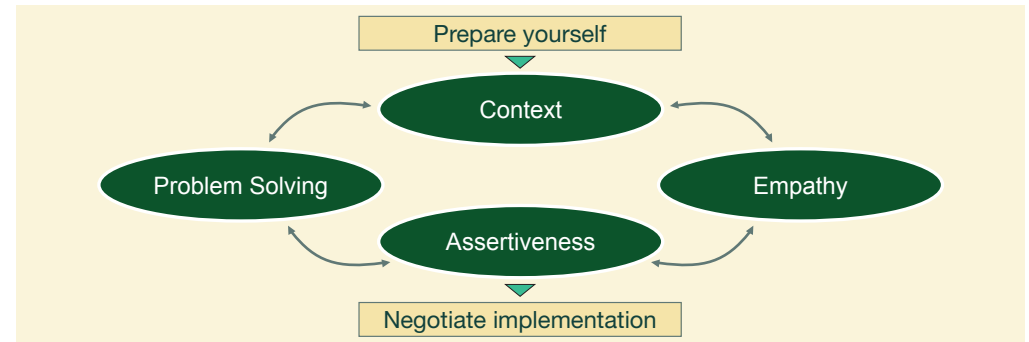 Prepare yourself
Context
Problem Solving
Empathy
Assertiveness
Negotiate implementation